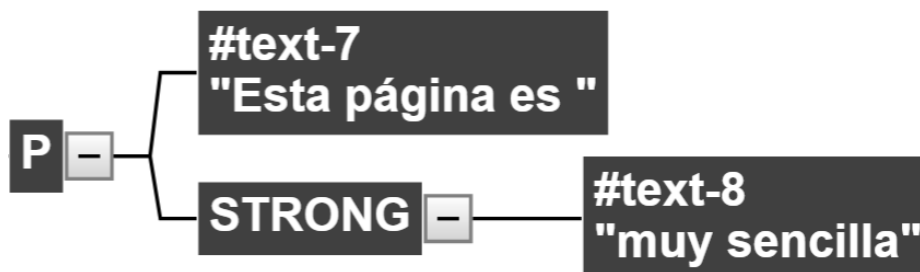 #text-7
"Esta página es "
P
STRONG
#text-8
"muy sencilla"